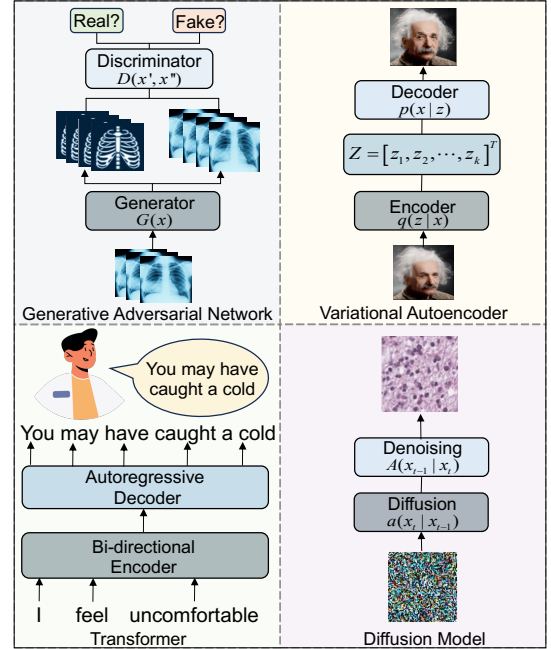 Real?
Fake?
Discriminator
D(x', x'')
Generator
G(x)
Generative Adversarial Network
Decoder
p(x | z)
Z = [z₁, z₂, ⋯, zₖ]ᵀ
Encoder
q(z | x)
Variational Autoencoder
You may have
caught a cold
You may have caught a cold
Autoregressive
Decoder
Bi-directional
Encoder
I feel uncomfortable
Transformer
Denoising
A(xₜ₋₁ | xₜ)
Diffusion
a(xₜ | xₜ₋₁)
Diffusion Model